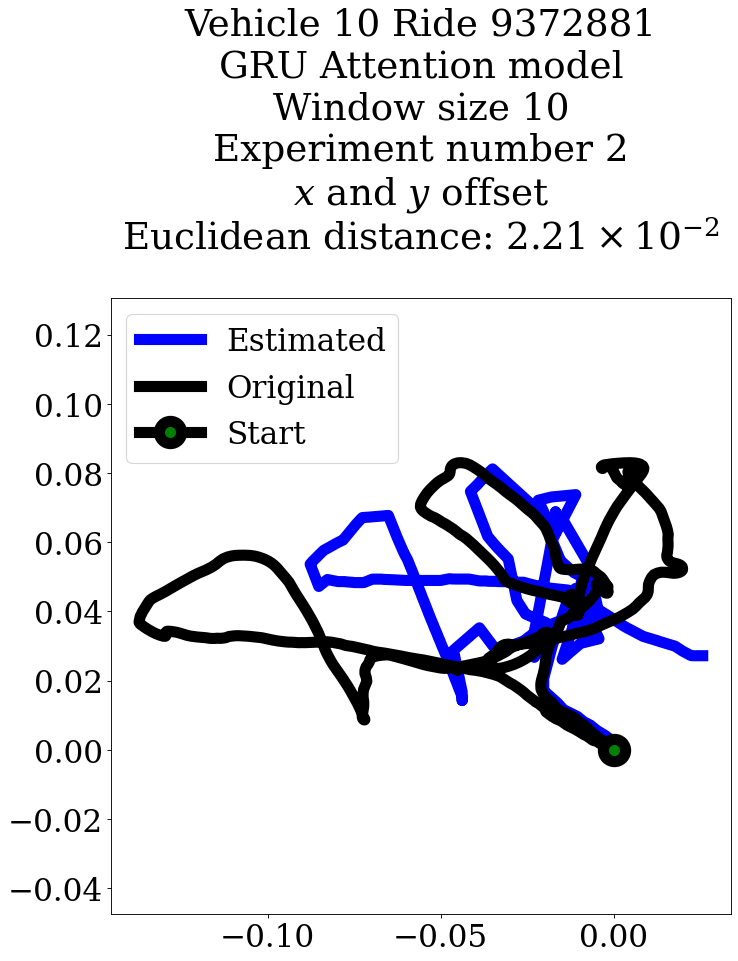 Vehicle 10 Ride 9372881
GRU Attention model
Window size 10
Experiment number 2
x and y offset
Euclidean distance: 2.21 × 10⁻²
Estimated
Original
Start
0.12
0.10
0.08
0.06
0.04
0.02
0.00
−0.02
−0.04
−0.10 −0.05 0.00